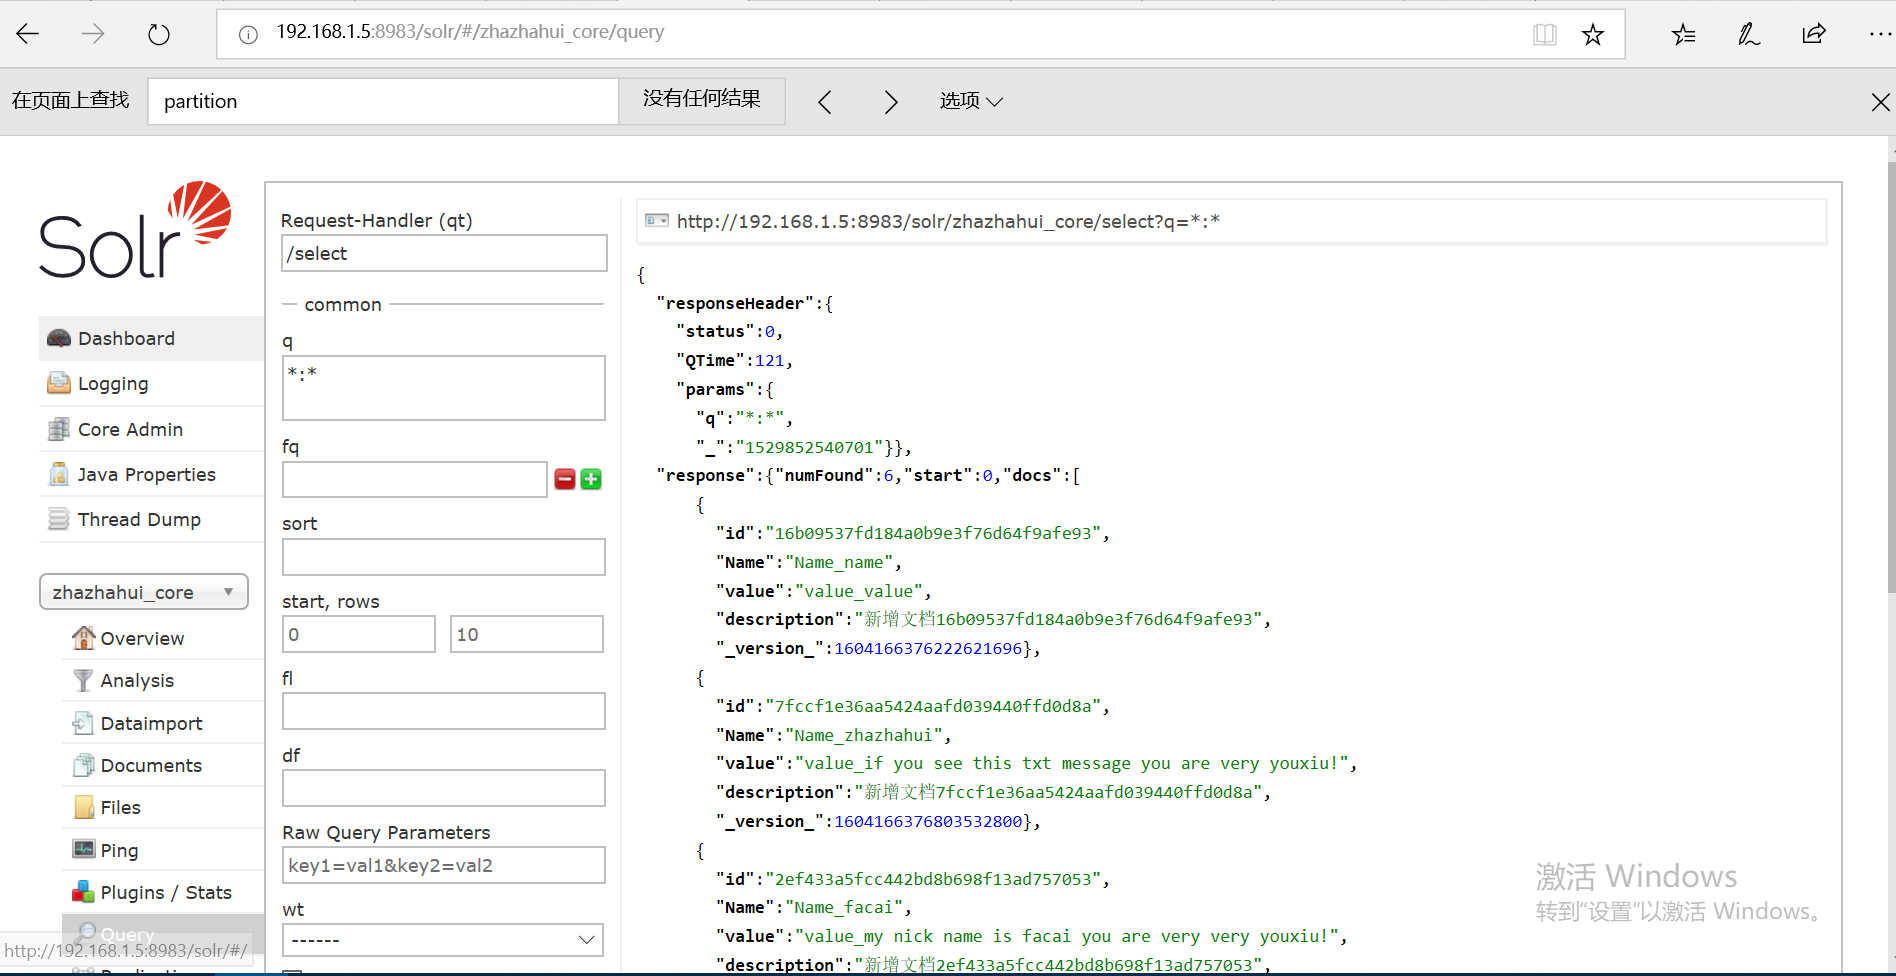 192.168.1.5:8983/solr/#/zhazhahui_core/query
在页面上查找
partition
没有任何结果
选项
Solr
Dashboard
Logging
Core Admin
Java Properties
Thread Dump
zhazhahui_core
Overview
Analysis
Dataimport
Documents
Files
Ping
Plugins / Stats
Query
http://192.168.1.5:8983/solr/#/
Request-Handler (qt)
/select
common
q
*:*
fq
sort
start, rows
0
10
fl
df
Raw Query Parameters
key1=val1&key2=val2
wt
------
http://192.168.1.5:8983/solr/zhazhahui_core/select?q=*:*
{
"responseHeader":{
"status":0,
"QTime":121,
"params":{
"q":"*:*",
"_":"1529852540701"}},
"response":{"numFound":6,"start":0,"docs":[
{
"id":"16b09537fd184a0b9e3f76d64f9afe93",
"Name":"Name_name",
"value":"value_value",
"description":"新增文档16b09537fd184a0b9e3f76d64f9afe93",
"_version_":1604166376222621696},
{
"id":"7fccf1e36aa5424aafd039440ffd0d8a",
"Name":"Name_zhazhahui",
"value":"value_if you see this txt message you are very youxiu!",
"description":"新增文档7fccf1e36aa5424aafd039440ffd0d8a",
"_version_":1604166376803532800},
{
"id":"2ef433a5fcc442bd8b698f13ad757053",
"Name":"Name_facai",
"value":"value_my nick name is facai you are very very youxiu!",
"description":"新增文档2ef433a5fcc442bd8b698f13ad757053",
激活 Windows
转到"设置"以激活 Windows。